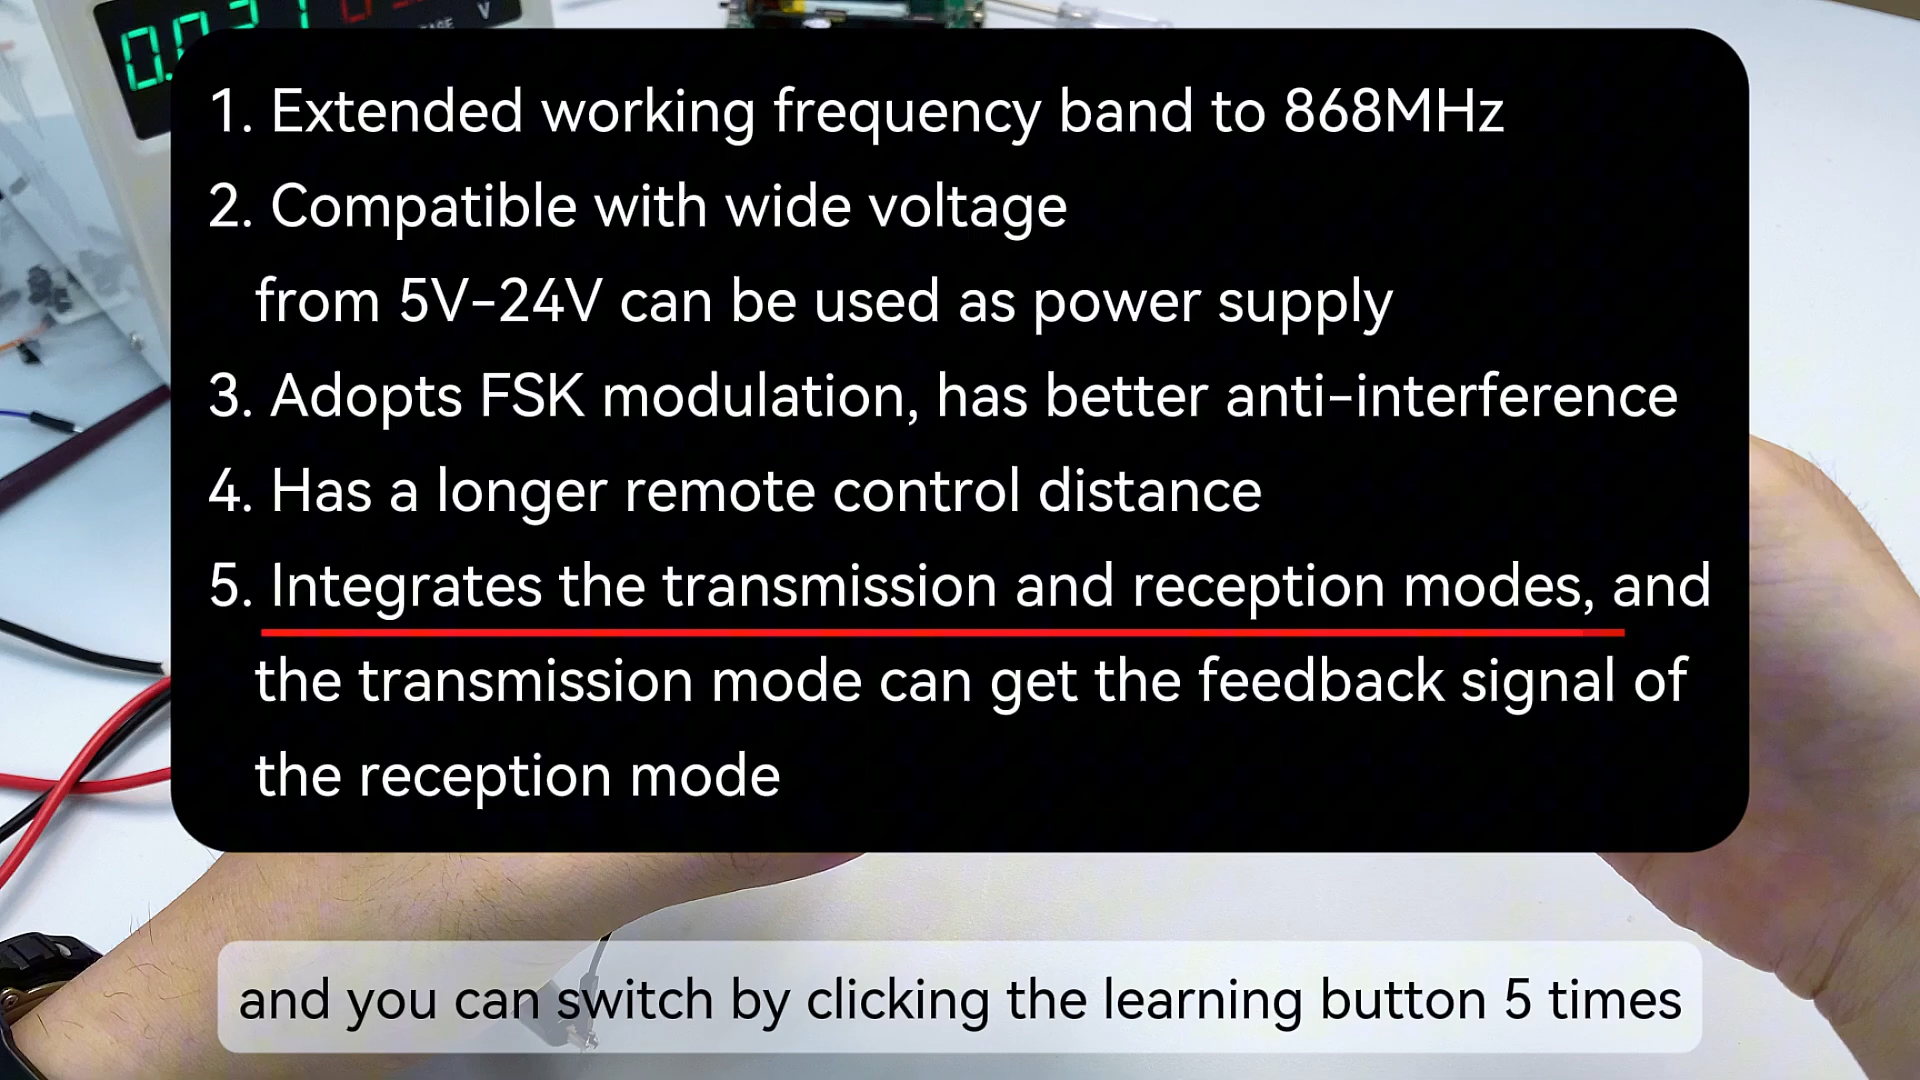 1. Extended working frequency band to 868MHz
2. Compatible with wide voltage
from 5V-24V can be used as power supply
3. Adopts FSK modulation, has better anti-interference
4. Has a longer remote control distance
5. Integrates the transmission and reception modes, and
the transmission mode can get the feedback signal of
the reception mode
and you can switch by clicking the learning button 5 times